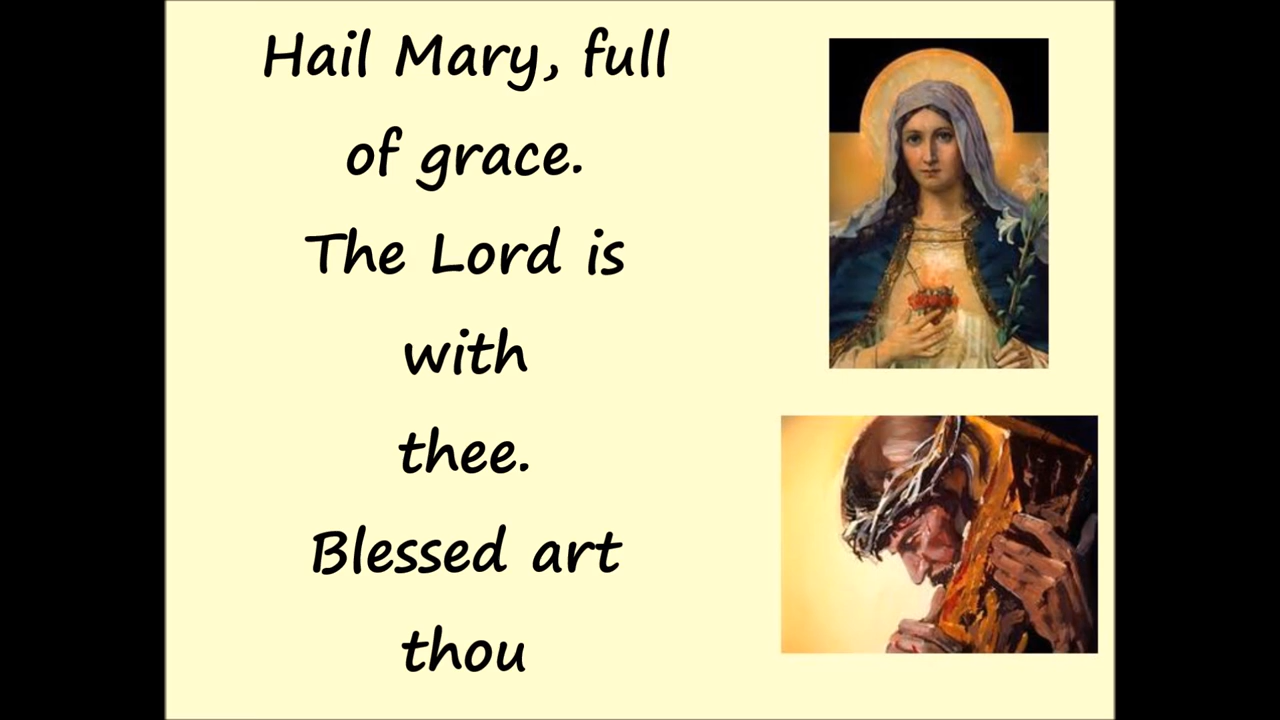 Hail Mary, full
of grace.
The Lord is
with
thee.
Blessed art
thou